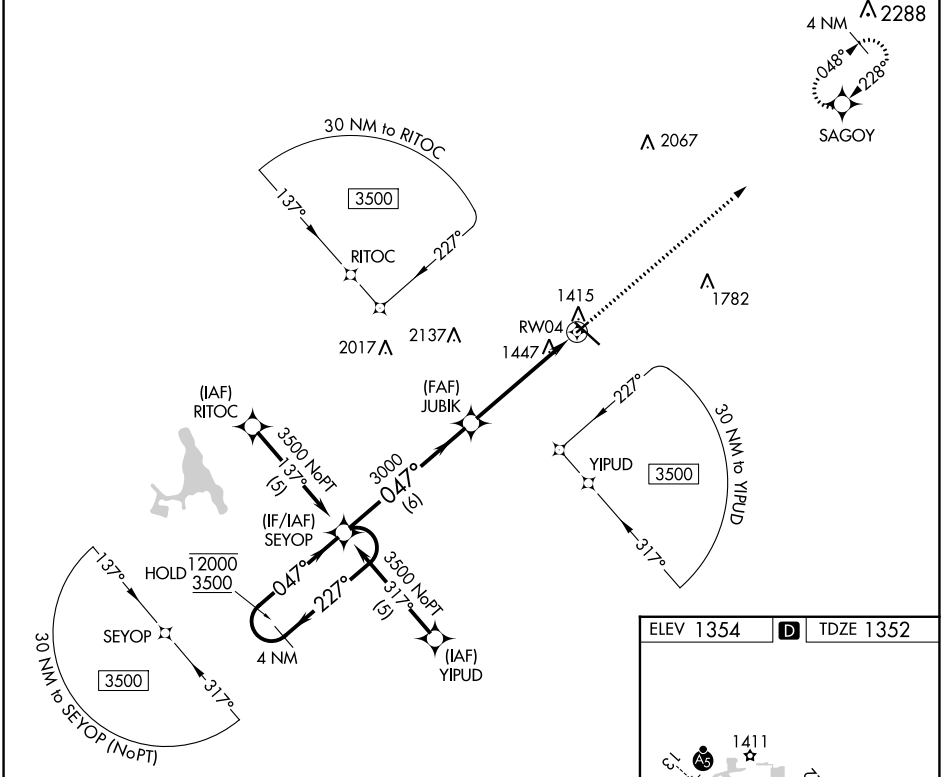 2288
4 NM
048°
228°
SAGOY
2067
30 NM to RITOC
3500
137°
227°
RITOC
1782
1415
RW04
1447
2137
2017
(FAF)
JUBIK
(IAF)
RITOC
3500 NoPT
137°
(5)
3000
047°
(6)
227°
30 NM to YIPUD
YIPUD
3500
317°
(IF/IAF)
SEYOP
HOLD 12000
3500
047°
227°
4 NM
3500 NoPT
317°
(5)
(IAF)
YIPUD
137°
SEYOP
3500
317°
30 NM to SEYOP (NoPT)
ELEV 1354 D TDZE 1352
1411
A5
13